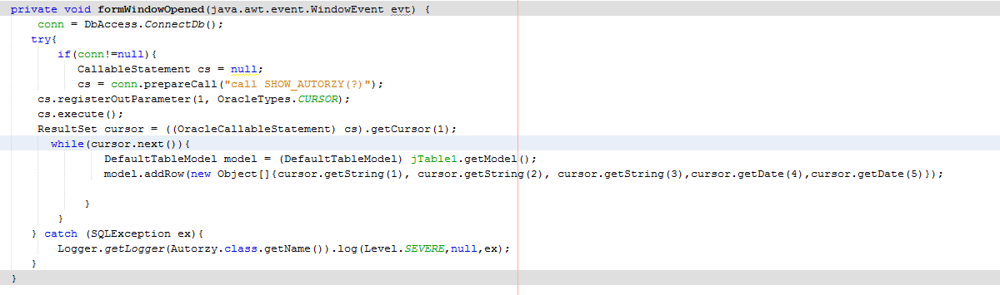 private void formWindowOpened(java.awt.event.WindowEvent evt) {
conn = DbAccess.ConnectDb();
try{
if(conn!=null){
CallableStatement cs = null;
cs = conn.prepareCall("call SHOW_AUTORZY(?)");
cs.registerOutParameter(1, OracleTypes.CURSOR);
cs.execute();
ResultSet cursor = ((OracleCallableStatement) cs).getCursor(1);
while(cursor.next()){
DefaultTableModel model = (DefaultTableModel) jTable1.getModel();
model.addRow(new Object[]{cursor.getString(1), cursor.getString(2), cursor.getString(3),cursor.getDate(4),cursor.getDate(5)});
}
}
} catch (SQLException ex){
Logger.getLogger(Autorzy.class.getName()).log(Level.SEVERE,null,ex);
}
}